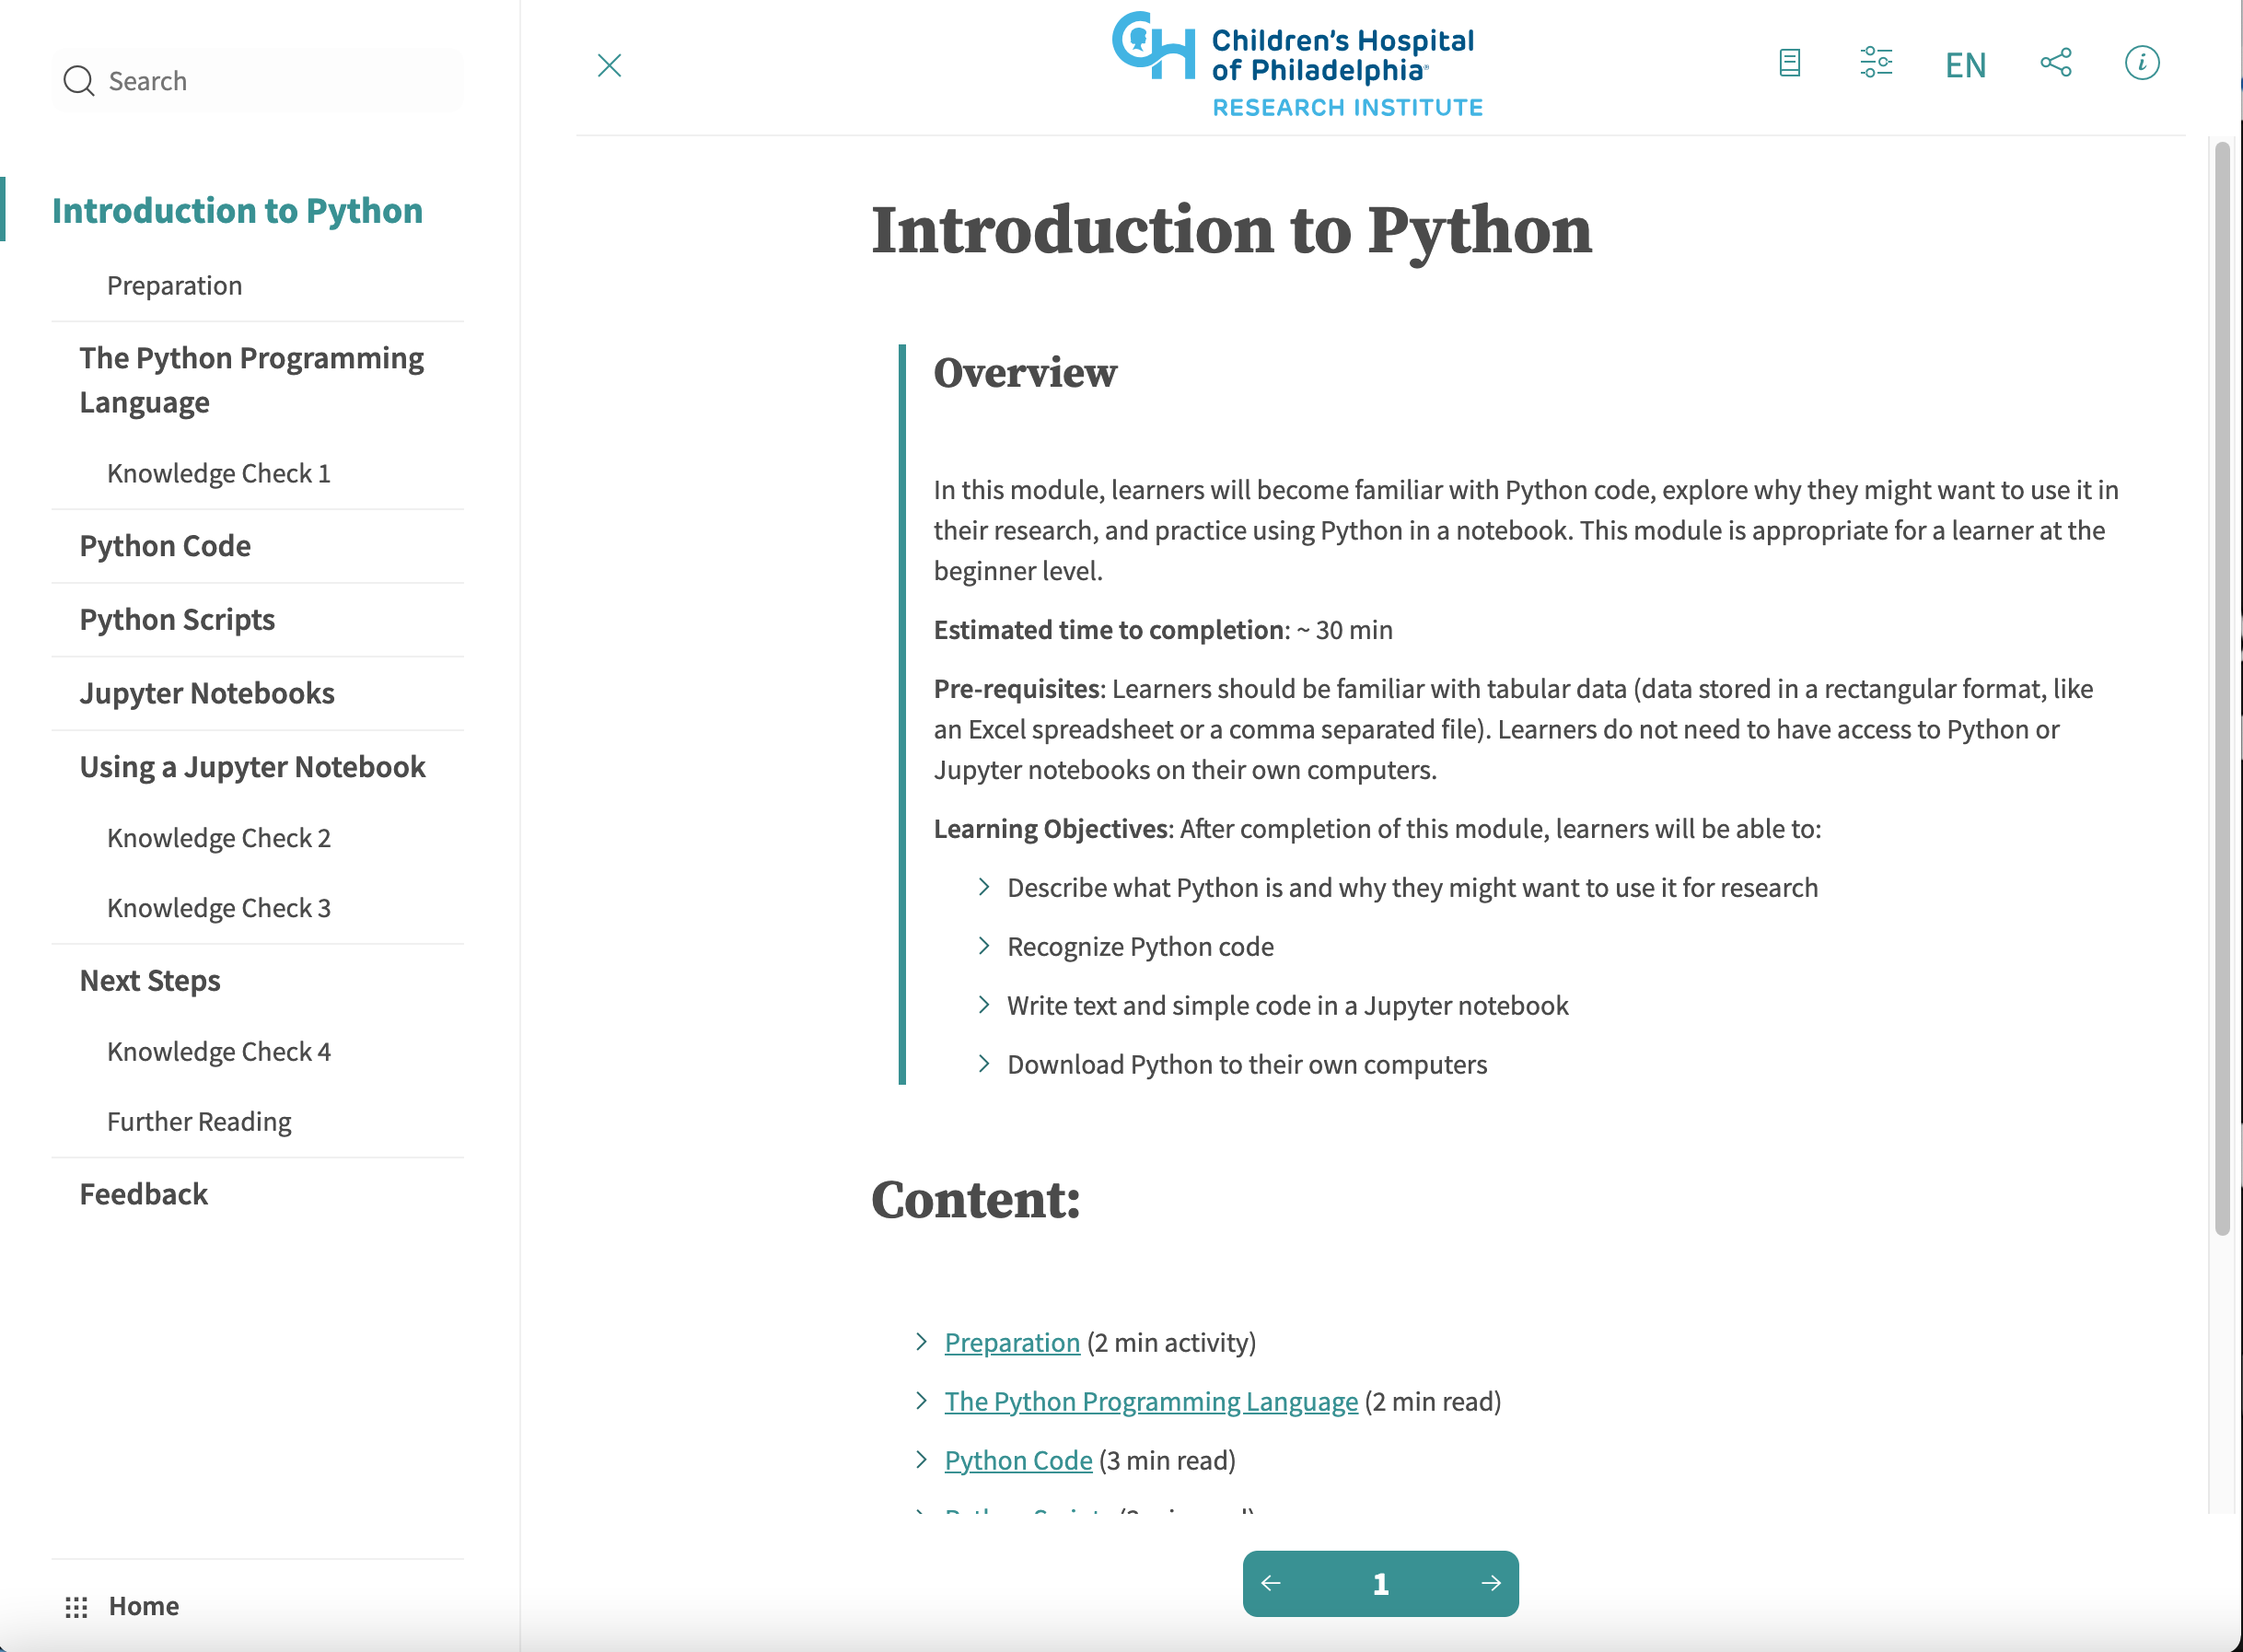 Search
Introduction to Python
Preparation
The Python Programming
Language
Knowledge Check 1
Python Code
Python Scripts
Jupyter Notebooks
Using a Jupyter Notebook
Knowledge Check 2
Knowledge Check 3
Next Steps
Knowledge Check 4
Further Reading
Feedback
Home
CH
Children's Hospital
of Philadelphia®
RESEARCH INSTITUTE
EN
i
Introduction to Python
Overview
In this module, learners will become familiar with Python code, explore why they might want to use it in
their research, and practice using Python in a notebook. This module is appropriate for a learner at the
beginner level.
Estimated time to completion: ~ 30 min
Pre-requisites: Learners should be familiar with tabular data (data stored in a rectangular format, like
an Excel spreadsheet or a comma separated file). Learners do not need to have access to Python or
Jupyter notebooks on their own computers.
Learning Objectives: After completion of this module, learners will be able to:
Describe what Python is and why they might want to use it for research
Recognize Python code
Write text and simple code in a Jupyter notebook
Download Python to their own computers
Content:
Preparation (2 min activity)
The Python Programming Language (2 min read)
Python Code (3 min read)
1